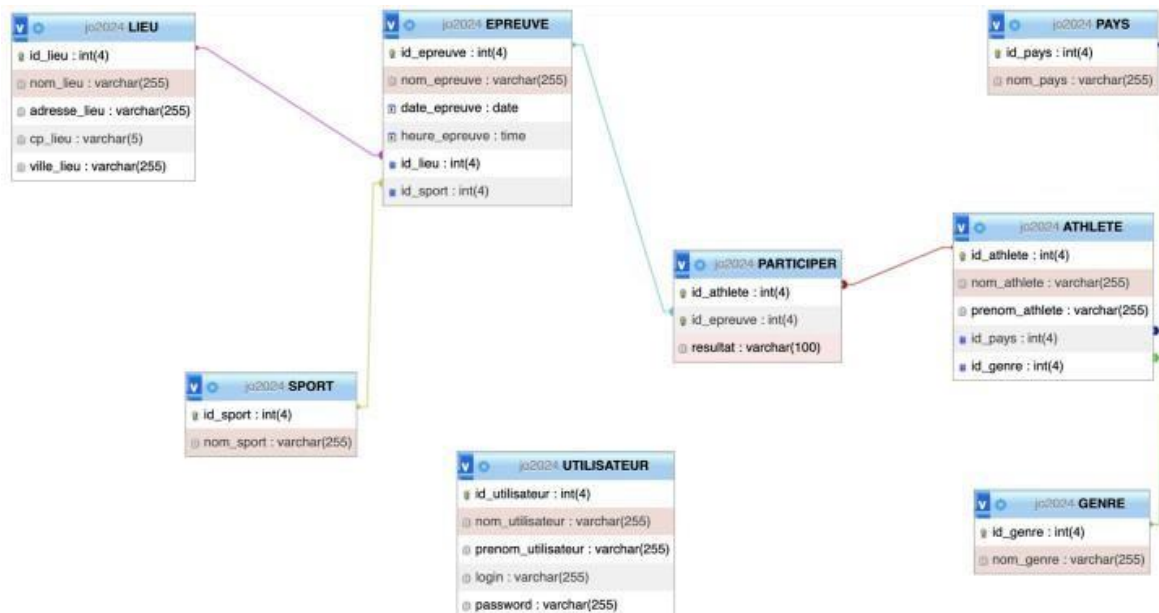 jo2024 LIEU
id_lieu : int(4)
nom_lieu : varchar(255)
adresse_lieu : varchar(255)
cp_lieu : varchar(5)
ville_lieu : varchar(255)
jo2024 EPREUVE
id_epreuve : int(4)
nom_epreuve : varchar(255)
date_epreuve : date
heure_epreuve : time
id_lieu : int(4)
id_sport : int(4)
jo2024 PAYS
id_pays : int(4)
nom_pays : varchar(255)
jo2024 PARTICIPER
id_athlete : int(4)
id_epreuve : int(4)
resultat : varchar(100)
jo2024 ATHLETE
id_athlete : int(4)
nom_athlete : varchar(255)
prenom_athlete : varchar(255)
id_pays : int(4)
id_genre : int(4)
jo2024 SPORT
id_sport : int(4)
nom_sport : varchar(255)
jo2024 UTILISATEUR
id_utilisateur : int(4)
nom_utilisateur : varchar(255)
prenom_utilisateur : varchar(255)
login : varchar(255)
password : varchar(255)
jo2024 GENRE
id_genre : int(4)
nom_genre : varchar(255)